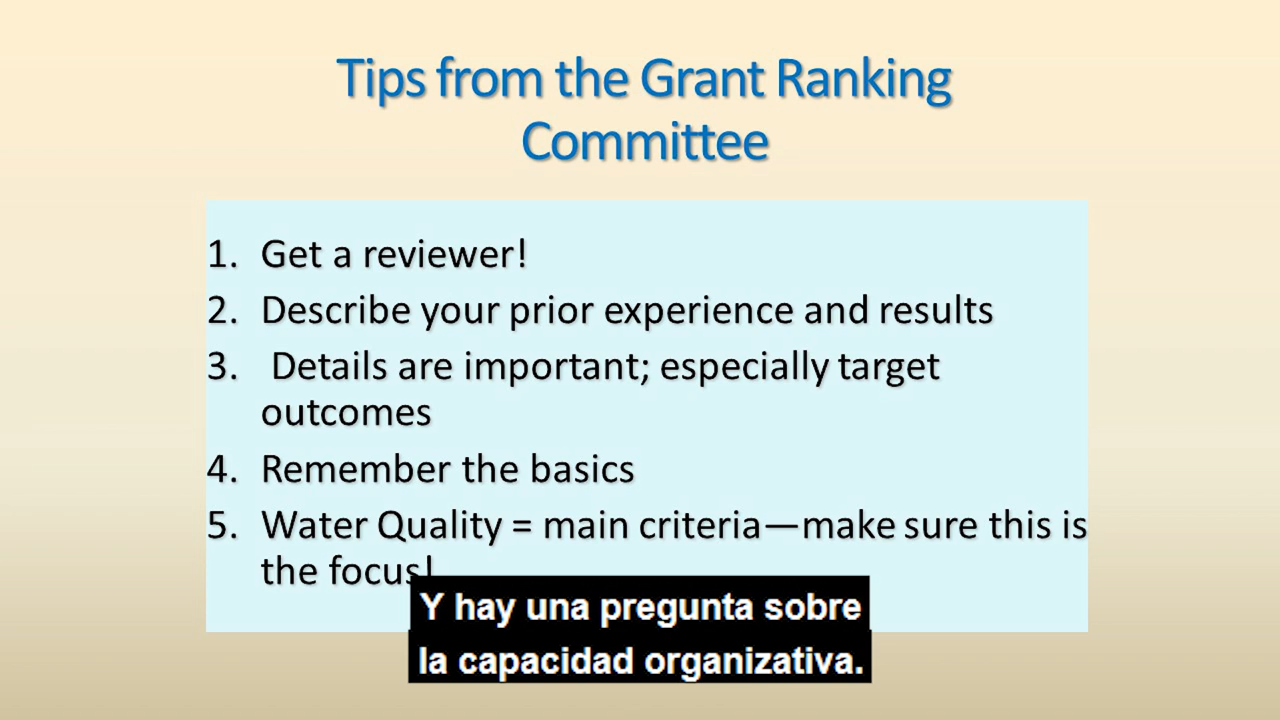 Tips from the Grant Ranking
Committee
1. Get a reviewer!
2. Describe your prior experience and results
3. Details are important; especially target
outcomes
4. Remember the basics
5. Water Quality = main criteria—make sure this is
the focus!
Y hay una pregunta sobre
la capacidad organizativa.